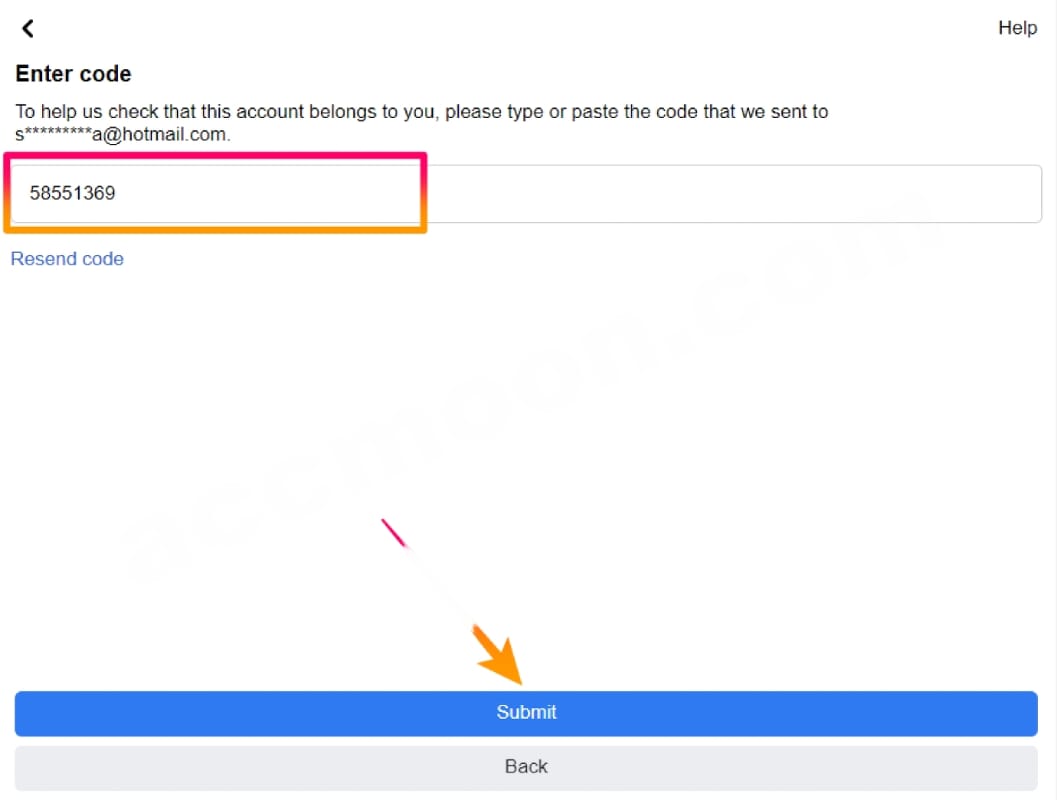 Help
Enter code
To help us check that this account belongs to you, please type or paste the code that we sent to
s*********a@hotmail.com.
58551369
Resend code
accmoon.com
Submit
Back